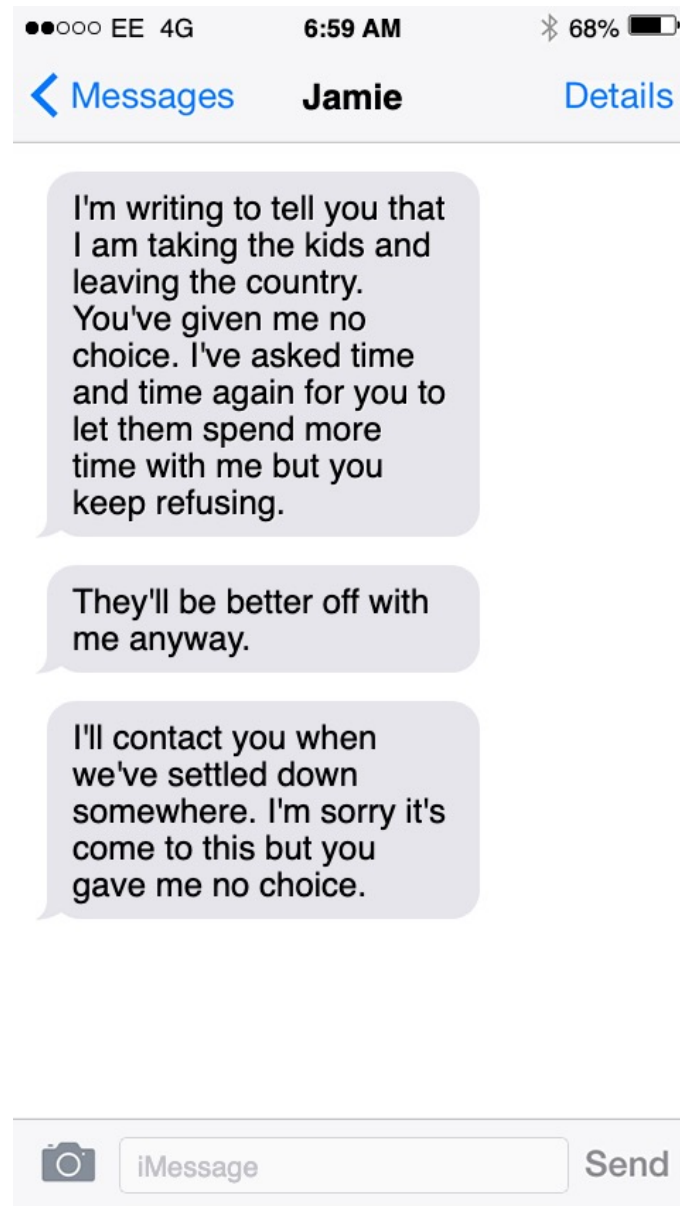 EE 4G 6:59 AM 68%
Messages Jamie Details
I'm writing to tell you that
I am taking the kids and
leaving the country.
You've given me no
choice. I've asked time
and time again for you to
let them spend more
time with me but you
keep refusing.
They'll be better off with
me anyway.
I'll contact you when
we've settled down
somewhere. I'm sorry it's
come to this but you
gave me no choice.
iMessage Send